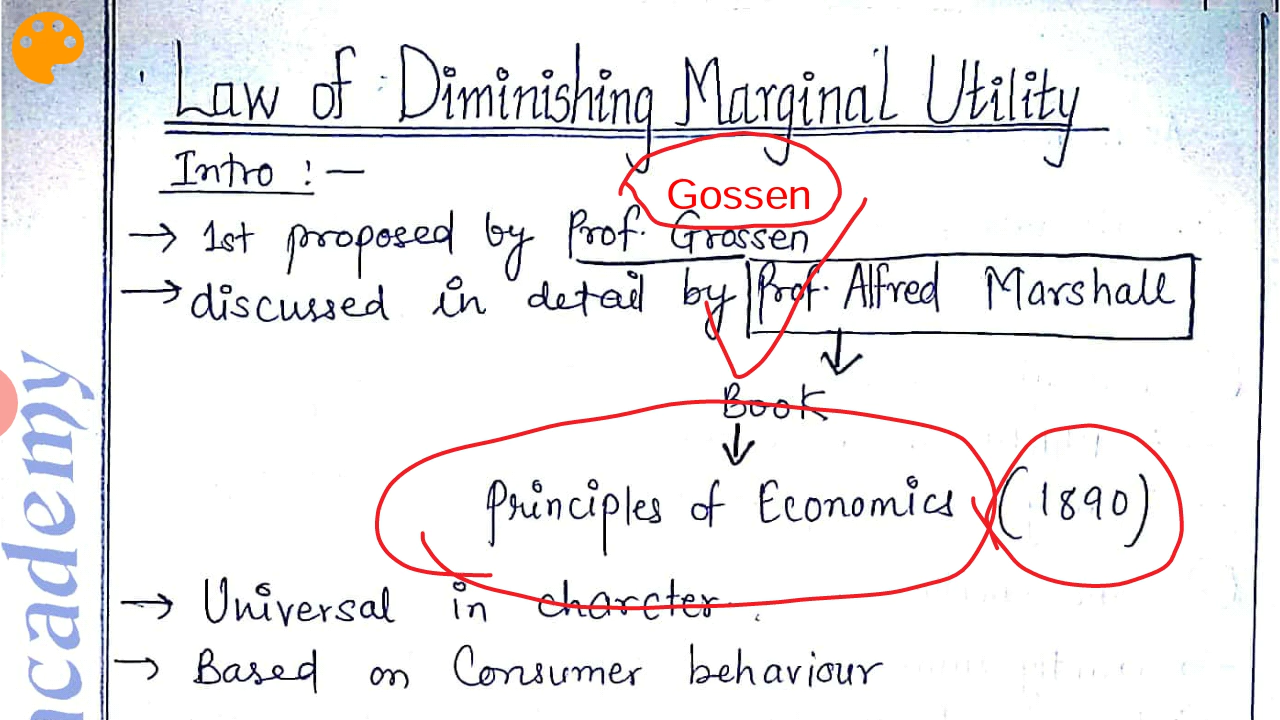 Law of Diminishing Marginal Utility
Intro :-
Gossen
→ 1st proposed by Prof. Grossen
→ discussed in detail by Prof. Alfred Marshall
↓
Book
↓
Principles of Economics (1890)
→ Universal in charcter.
→ Based on Consumer behaviour
ncademy